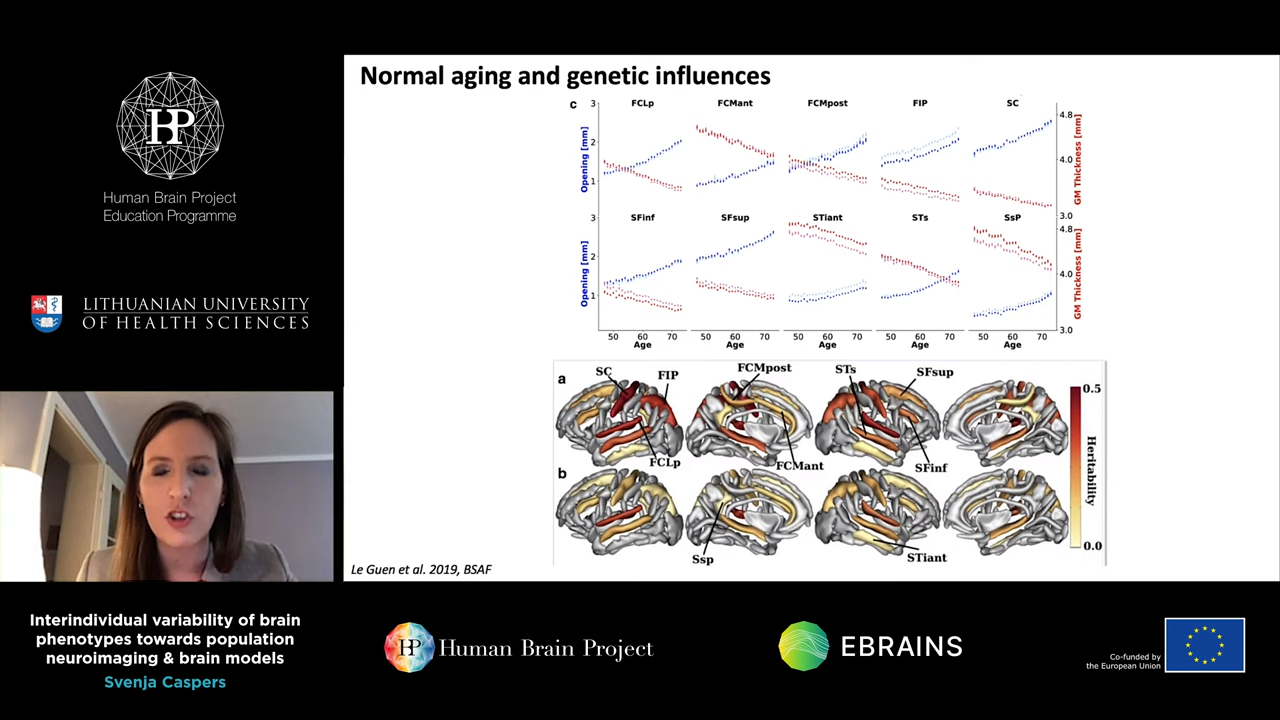 HP
Human Brain Project
Education Programme
LITHUANIAN UNIVERSITY
OF HEALTH SCIENCES
Normal aging and genetic influences
c
FCLp
FCMant
FCMpost
FIP
SC
3
2
1
Opening [mm]
4.8
4.0
3.0
GM Thickness [mm]
SFinf
SFsup
STiant
STs
SsP
3
2
1
Opening [mm]
4.8
4.0
3.0
GM Thickness [mm]
50 60 70
50 60 70
50 60 70
50 60 70
50 60 70
Age
Age
Age
Age
Age
a
SC
FIP
FCMpost
STs
SFsup
FCLp
FCMant
SFinf
b
Ssp
STiant
0.5
Heritability
0.0
Le Guen et al. 2019, BSAF
Interindividual variability of brain
phenotypes towards population
neuroimaging & brain models
Svenja Caspers
HP
Human Brain Project
EBRAINS
Co-funded by
the European Union